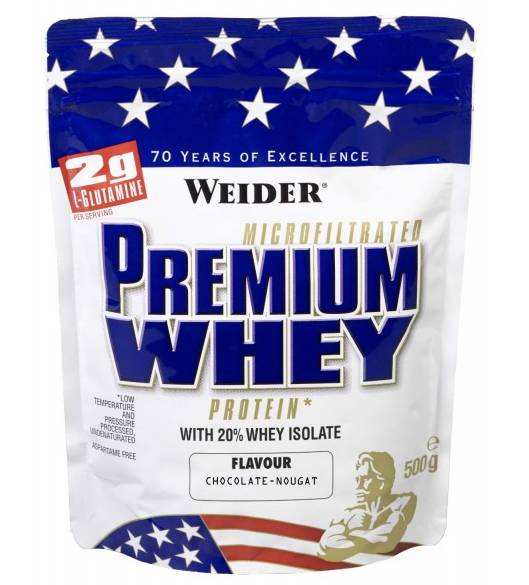 70 YEARS OF EXCELLENCE
2g
L-GLUTAMINE
PER SERVING
WEIDER®
MICROFILTRATED
PREMIUM
WHEY
PROTEIN*
WITH 20% WHEY ISOLATE
*LOW
TEMPERATURE
AND
PRESSURE
PROCESSED,
UNDENATURATED
ASPARTAME FREE
FLAVOUR
CHOCOLATE-NOUGAT
500g e